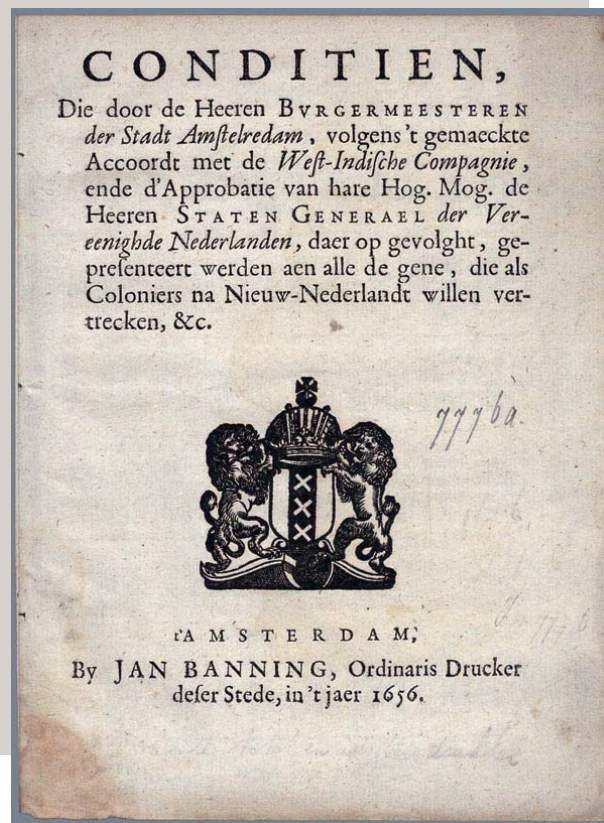 CONDITIEN,
Die door de Heeren BVRGERMEESTEREN
der Stadt Amſtelredam, volgens 't gemaeckte
Accoordt met de Weſt-Indiſche Compagnie,
ende d'Approbatie van hare Hog. Mog. de
Heeren STATEN GENERAEL der Ver-
eenighde Nederlanden, daer op gevolght, ge-
preſenteert werden aen alle de gene, die als
Coloniers na Nieuw-Nederlandt willen ver-
trecken, &c.
777 6a.
t'AMSTERDAM,
By JAN BANNING, Ordinaris Drucker
deſer Stede, in 't jaer 1656.